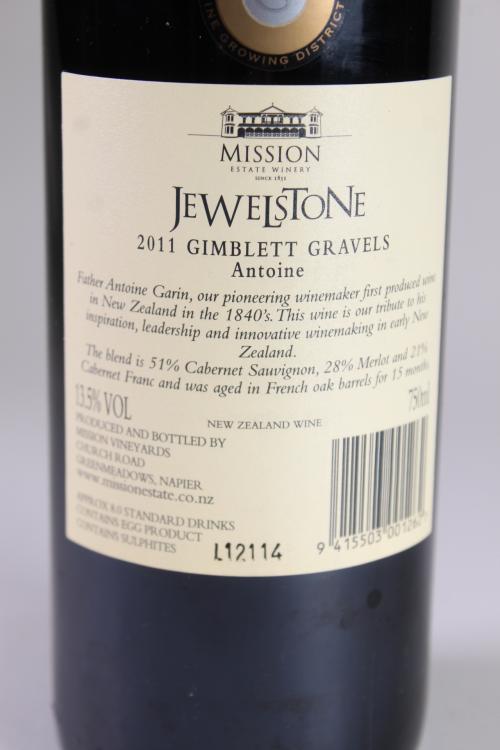 INE GROWING DISTRICT
MISSION
ESTATE WINERY
SINCE 1851
JEWELSTONE
2011 GIMBLETT GRAVELS
Antoine
Father Antoine Garin, our pioneering winemaker first produced wine
in New Zealand in the 1840's. This wine is our tribute to his
inspiration, leadership and innovative winemaking in early New
Zealand.
The blend is 51% Cabernet Sauvignon, 28% Merlot and 21%
Cabernet Franc and was aged in French oak barrels for 15 months.
13.5% VOL 750ml
NEW ZEALAND WINE
PRODUCED AND BOTTLED BY
MISSION VINEYARDS
CHURCH ROAD
GREENMEADOWS, NAPIER
www.missionestate.co.nz
APPROX 8.0 STANDARD DRINKS
CONTAINS EGG PRODUCT
CONTAINS SULPHITES
L12114
9 415503 00126